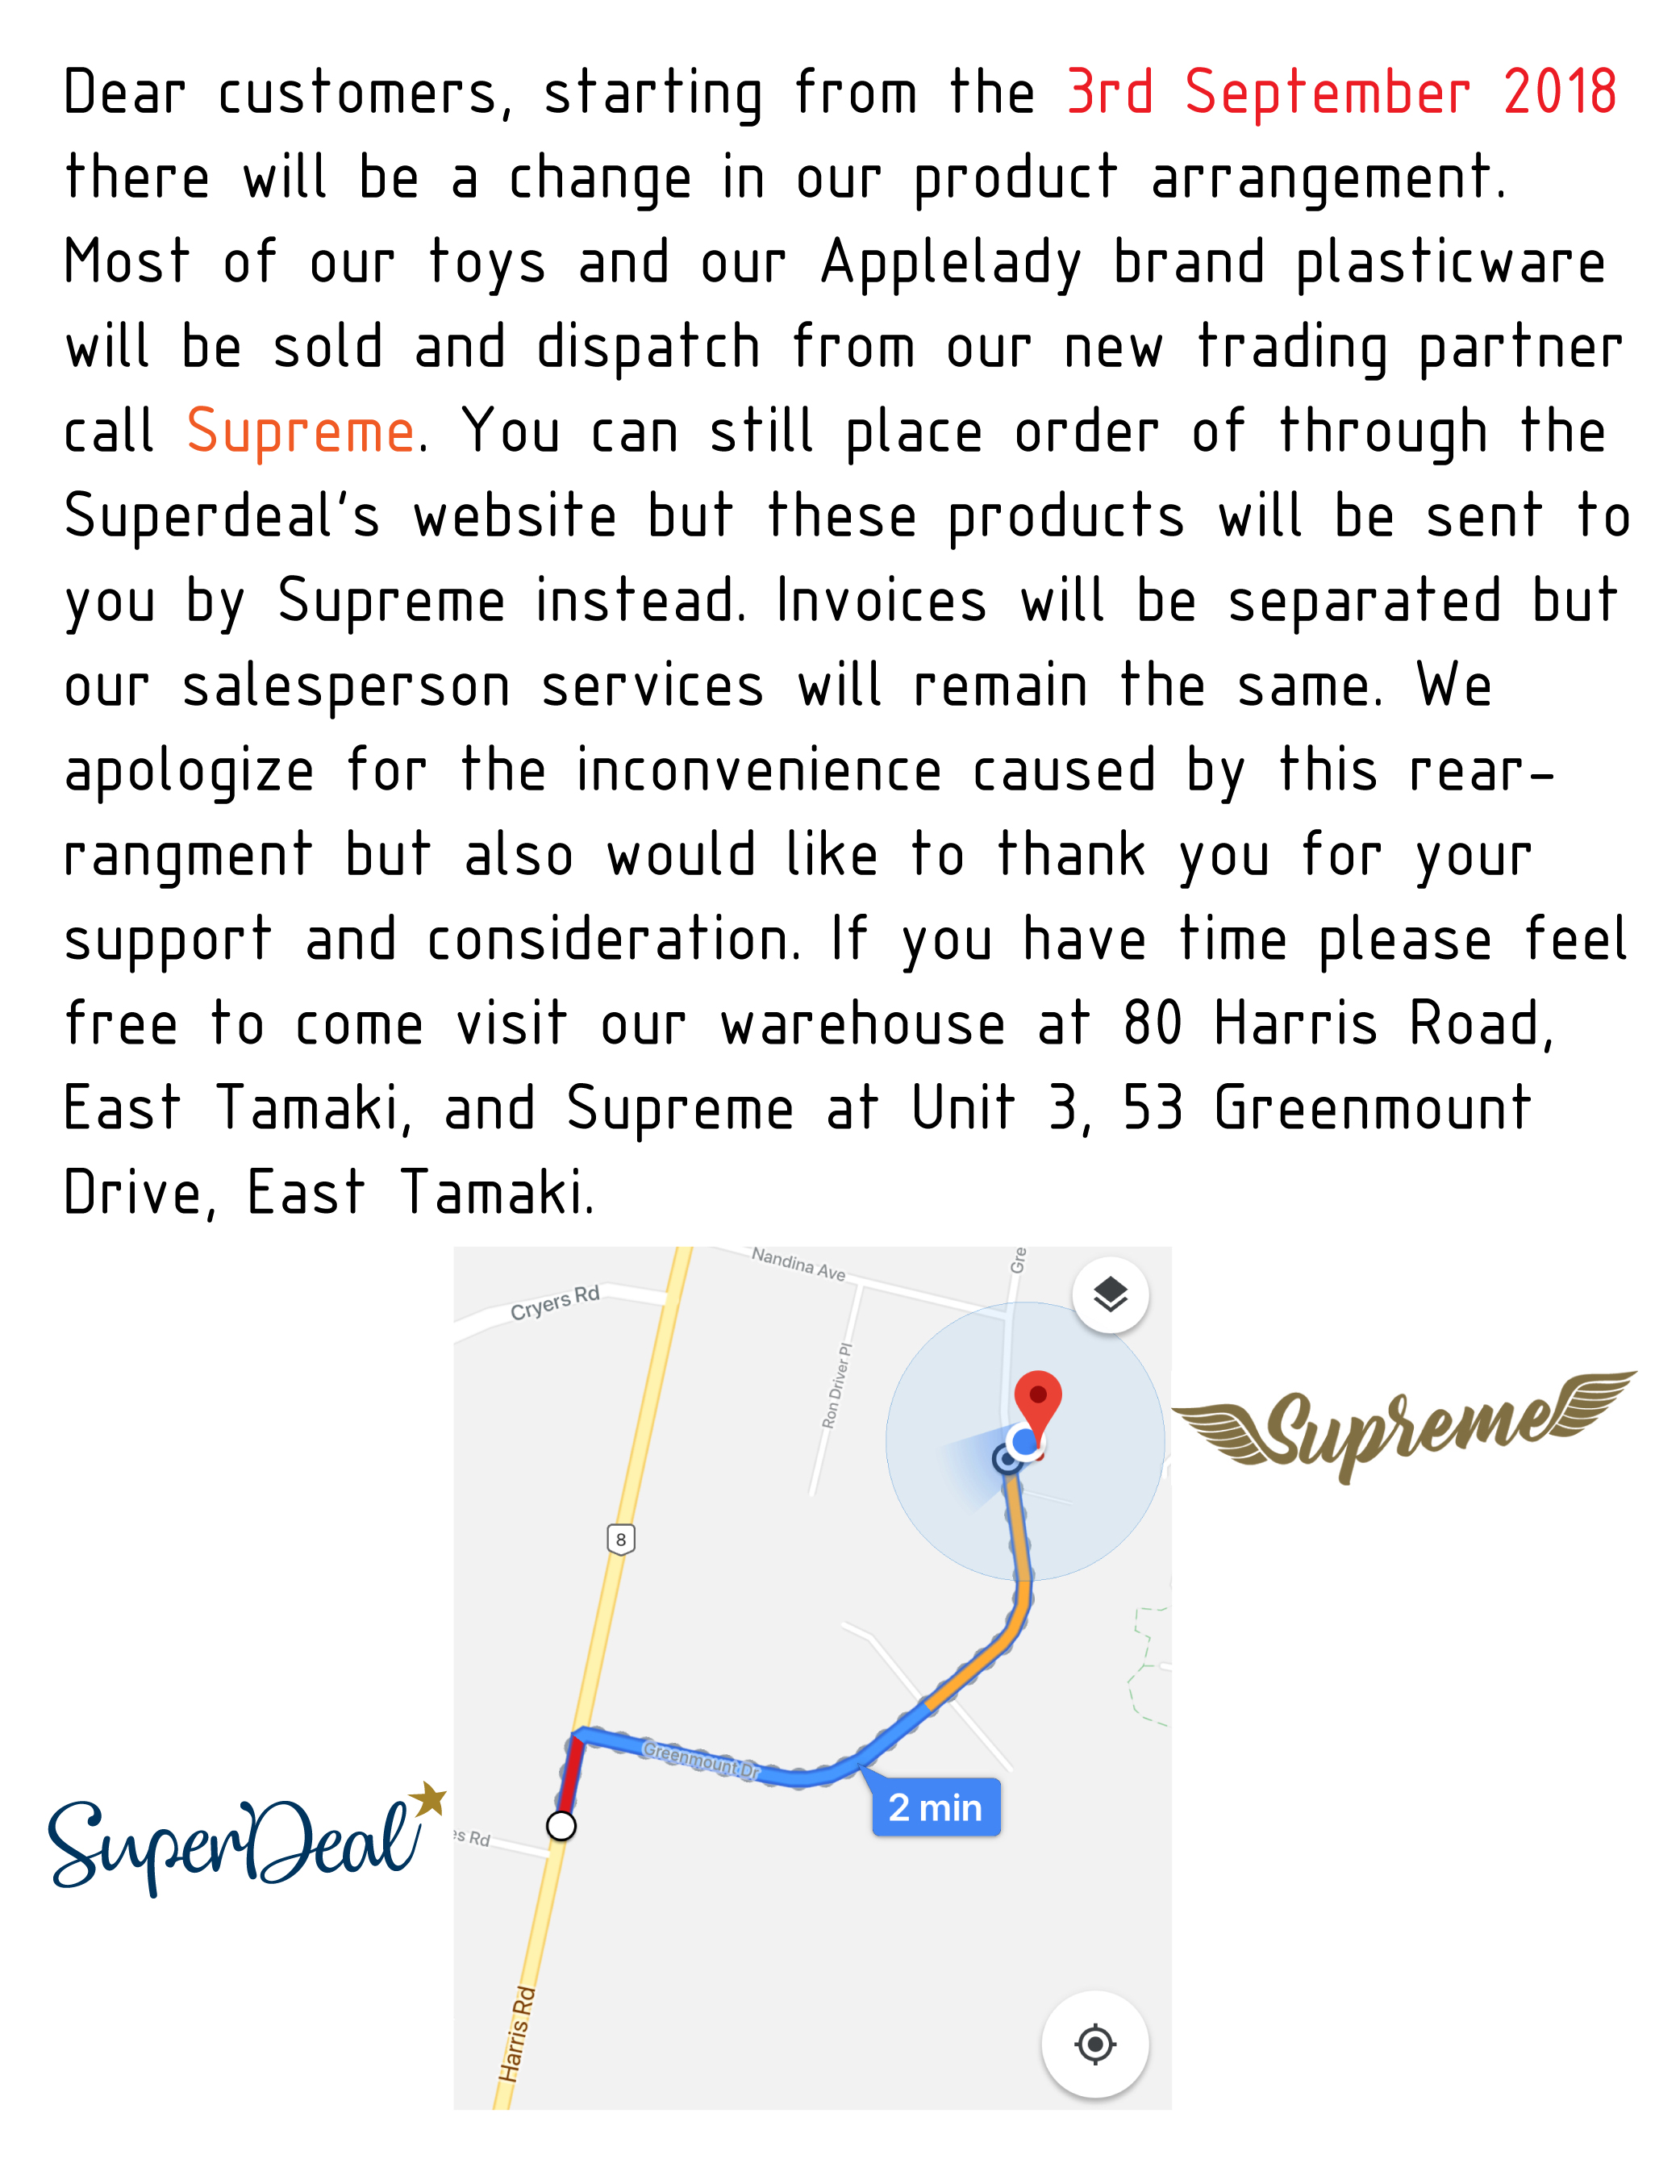 Dear customers, starting from the 3rd September 2018
there will be a change in our product arrangement.
Most of our toys and our Applelady brand plasticware
will be sold and dispatch from our new trading partner
call Supreme. You can still place order of through the
Superdeal's website but these products will be sent to
you by Supreme instead. Invoices will be separated but
our salesperson services will remain the same. We
apologize for the inconvenience caused by this rear-
rangment but also would like to thank you for your
support and consideration. If you have time please feel
free to come visit our warehouse at 80 Harris Road,
East Tamaki, and Supreme at Unit 3, 53 Greenmount
Drive, East Tamaki.
Nandina Ave
Gre
Cryers Rd
Ron Driver Pl
Supreme
8
Greenmount Dr
2 min
SuperDeal
es Rd
Harris Rd